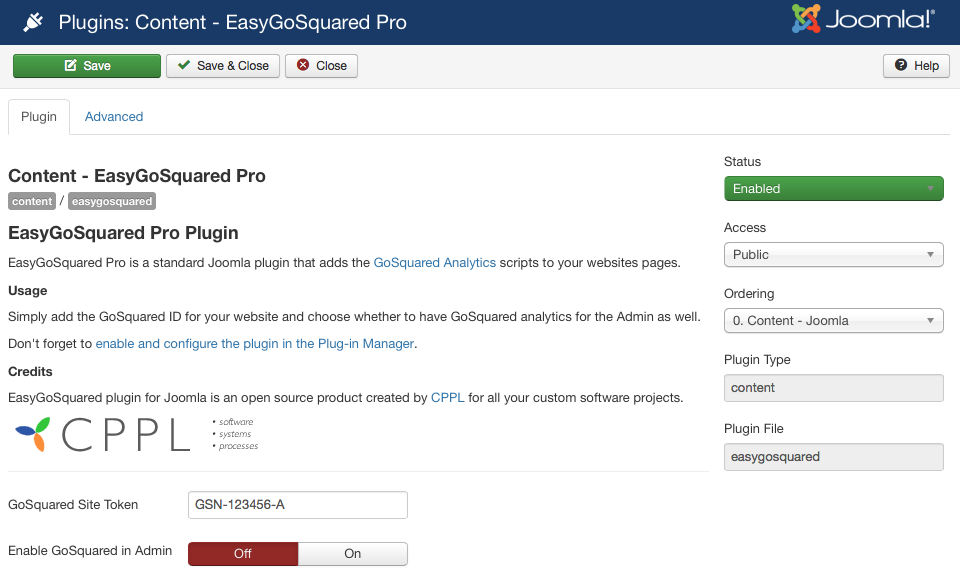 Plugins: Content - EasyGoSquared Pro
Joomla!®
Save
Save & Close
Close
Help
Plugin
Advanced
Content - EasyGoSquared Pro
content / easygosquared
EasyGoSquared Pro Plugin
EasyGoSquared Pro is a standard Joomla plugin that adds the GoSquared Analytics scripts to your websites pages.
Usage
Simply add the GoSquared ID for your website and choose whether to have GoSquared analytics for the Admin as well.
Don't forget to enable and configure the plugin in the Plug-in Manager.
Credits
EasyGoSquared plugin for Joomla is an open source product created by CPPL for all your custom software projects.
CPPL
• software
• systems
• processes
GoSquared Site Token
GSN-123456-A
Enable GoSquared in Admin
Off
On
Status
Enabled
Access
Public
Ordering
0. Content - Joomla
Plugin Type
content
Plugin File
easygosquared